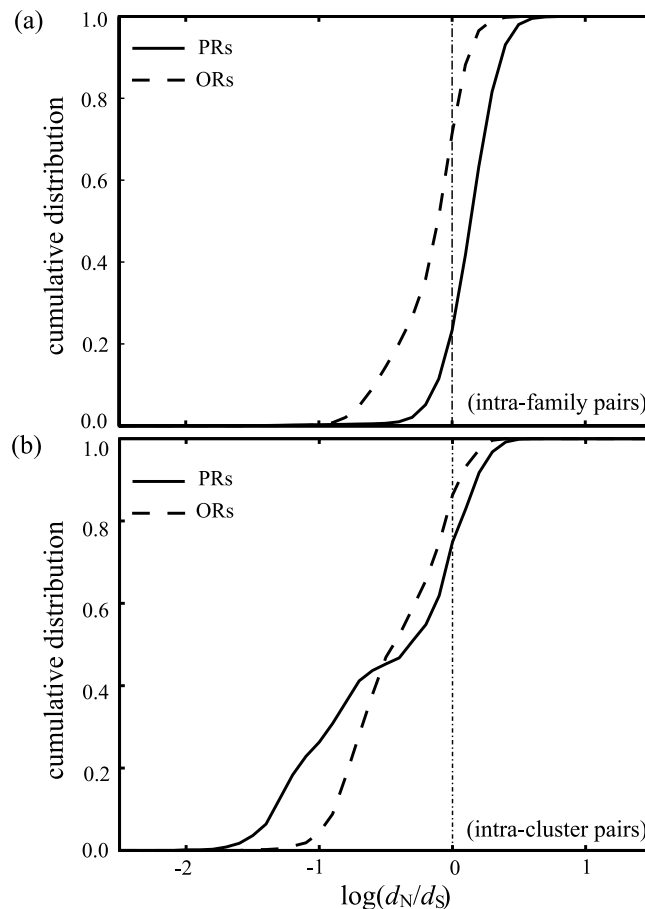 (a)
1.0
PRs
ORs
0.8
0.6
0.4
0.2
0.0
cumulative distribution
(intra-family pairs)
(b)
1.0
PRs
ORs
0.8
0.6
0.4
0.2
0.0
cumulative distribution
(intra-cluster pairs)
-2 -1 0 1
log(dN/dS)